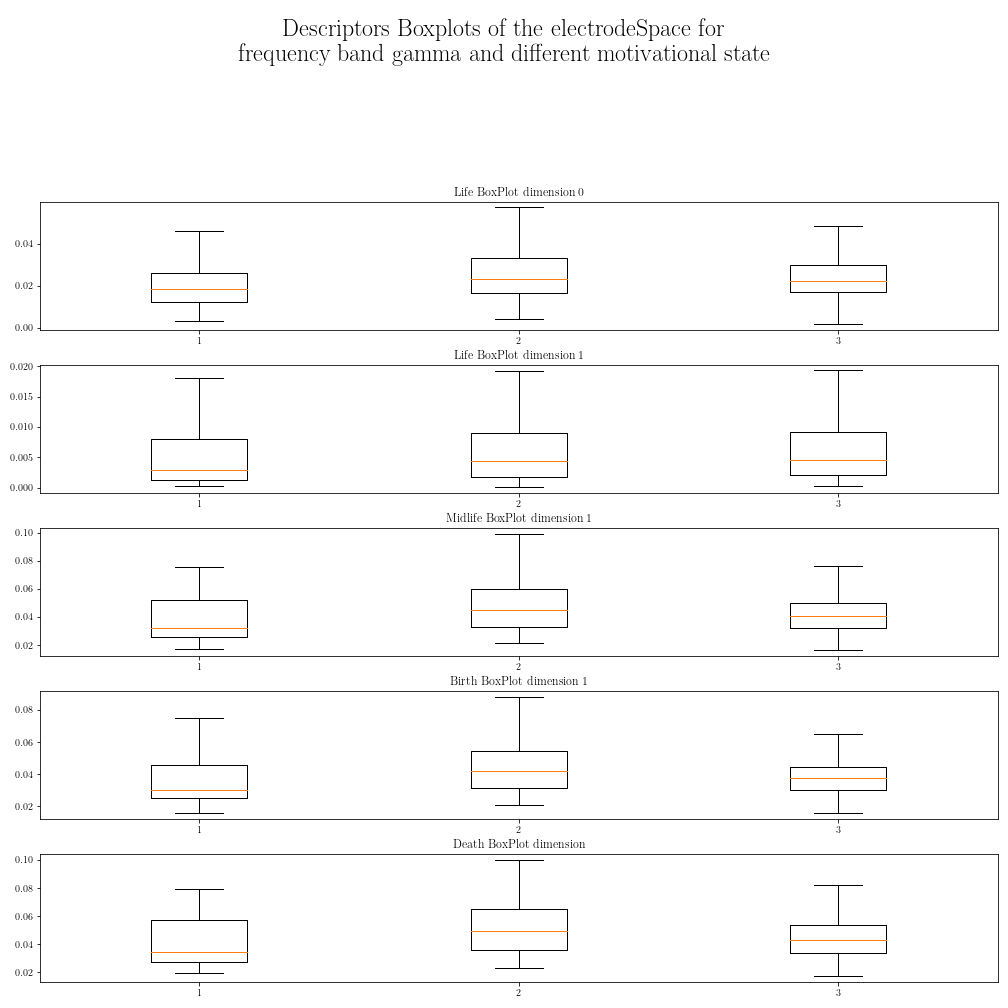 Descriptors Boxplots of the electrodeSpace for
frequency band gamma and different motivational state
Life BoxPlot dimension 0
0.04
0.02
0.00
1 2 3
Life BoxPlot dimension 1
0.020
0.015
0.010
0.005
0.000
1 2 3
Midlife BoxPlot dimension 1
0.10
0.08
0.06
0.04
0.02
1 2 3
Birth BoxPlot dimension 1
0.08
0.06
0.04
0.02
1 2 3
Death BoxPlot dimension
0.10
0.08
0.06
0.04
0.02
1 2 3